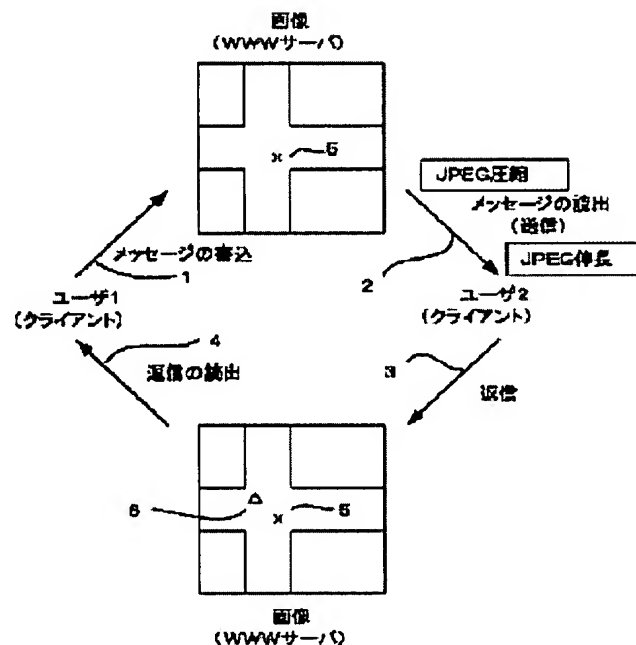 画像
(WWWサーバ)
x
5
JPEG圧縮
メッセージの読出
(送信)
JPEG伸長
メッセージの書込
1
2
ユーザ1
(クライアント)
ユーザ2
(クライアント)
4
返信の読出
3
返信
6
x
5
画像
(WWWサーバ)